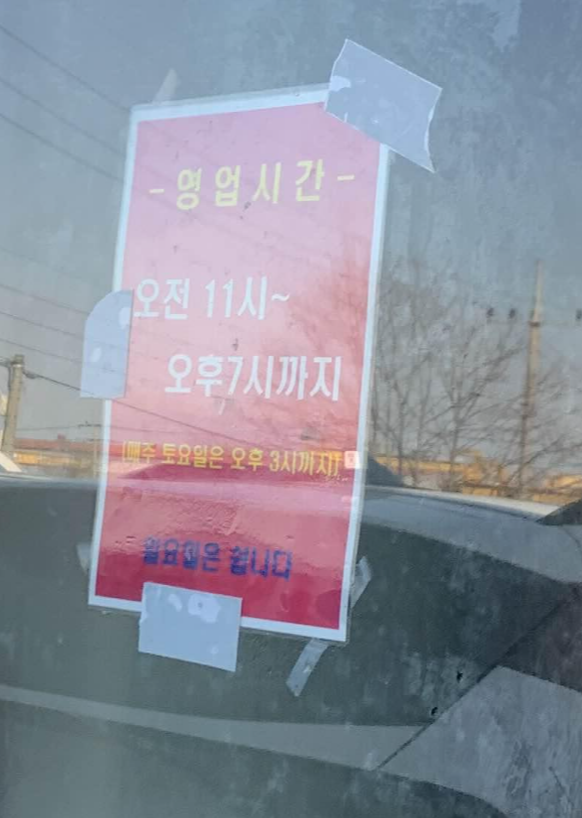 - 영업시간 -
오전 11시~
오후7시까지
(매주 토요일은 오후 3시까지)
일요일은 쉽니다